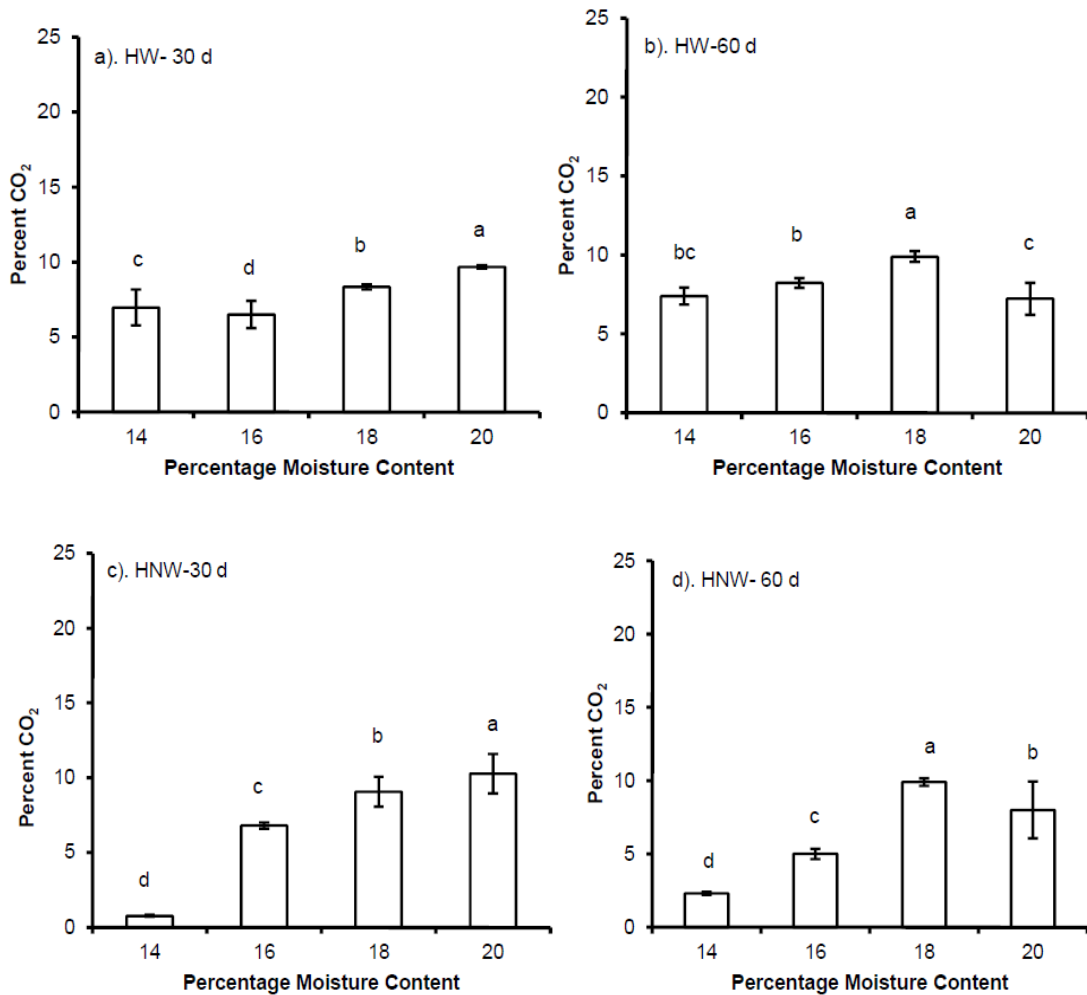 a). HW- 30 d
25
20
15
10
5
0
Percent CO₂
c
d
b
a
14 16 18 20
Percentage Moisture Content
b). HW-60 d
25
20
15
10
5
0
Percent CO₂
bc
b
a
c
14 16 18 20
Percentage Moisture Content
c). HNW-30 d
25
20
15
10
5
0
Percent CO₂
d
c
b
a
14 16 18 20
Percentage Moisture Content
d). HNW- 60 d
25
20
15
10
5
0
Percent CO₂
d
c
a
b
14 16 18 20
Percentage Moisture Content